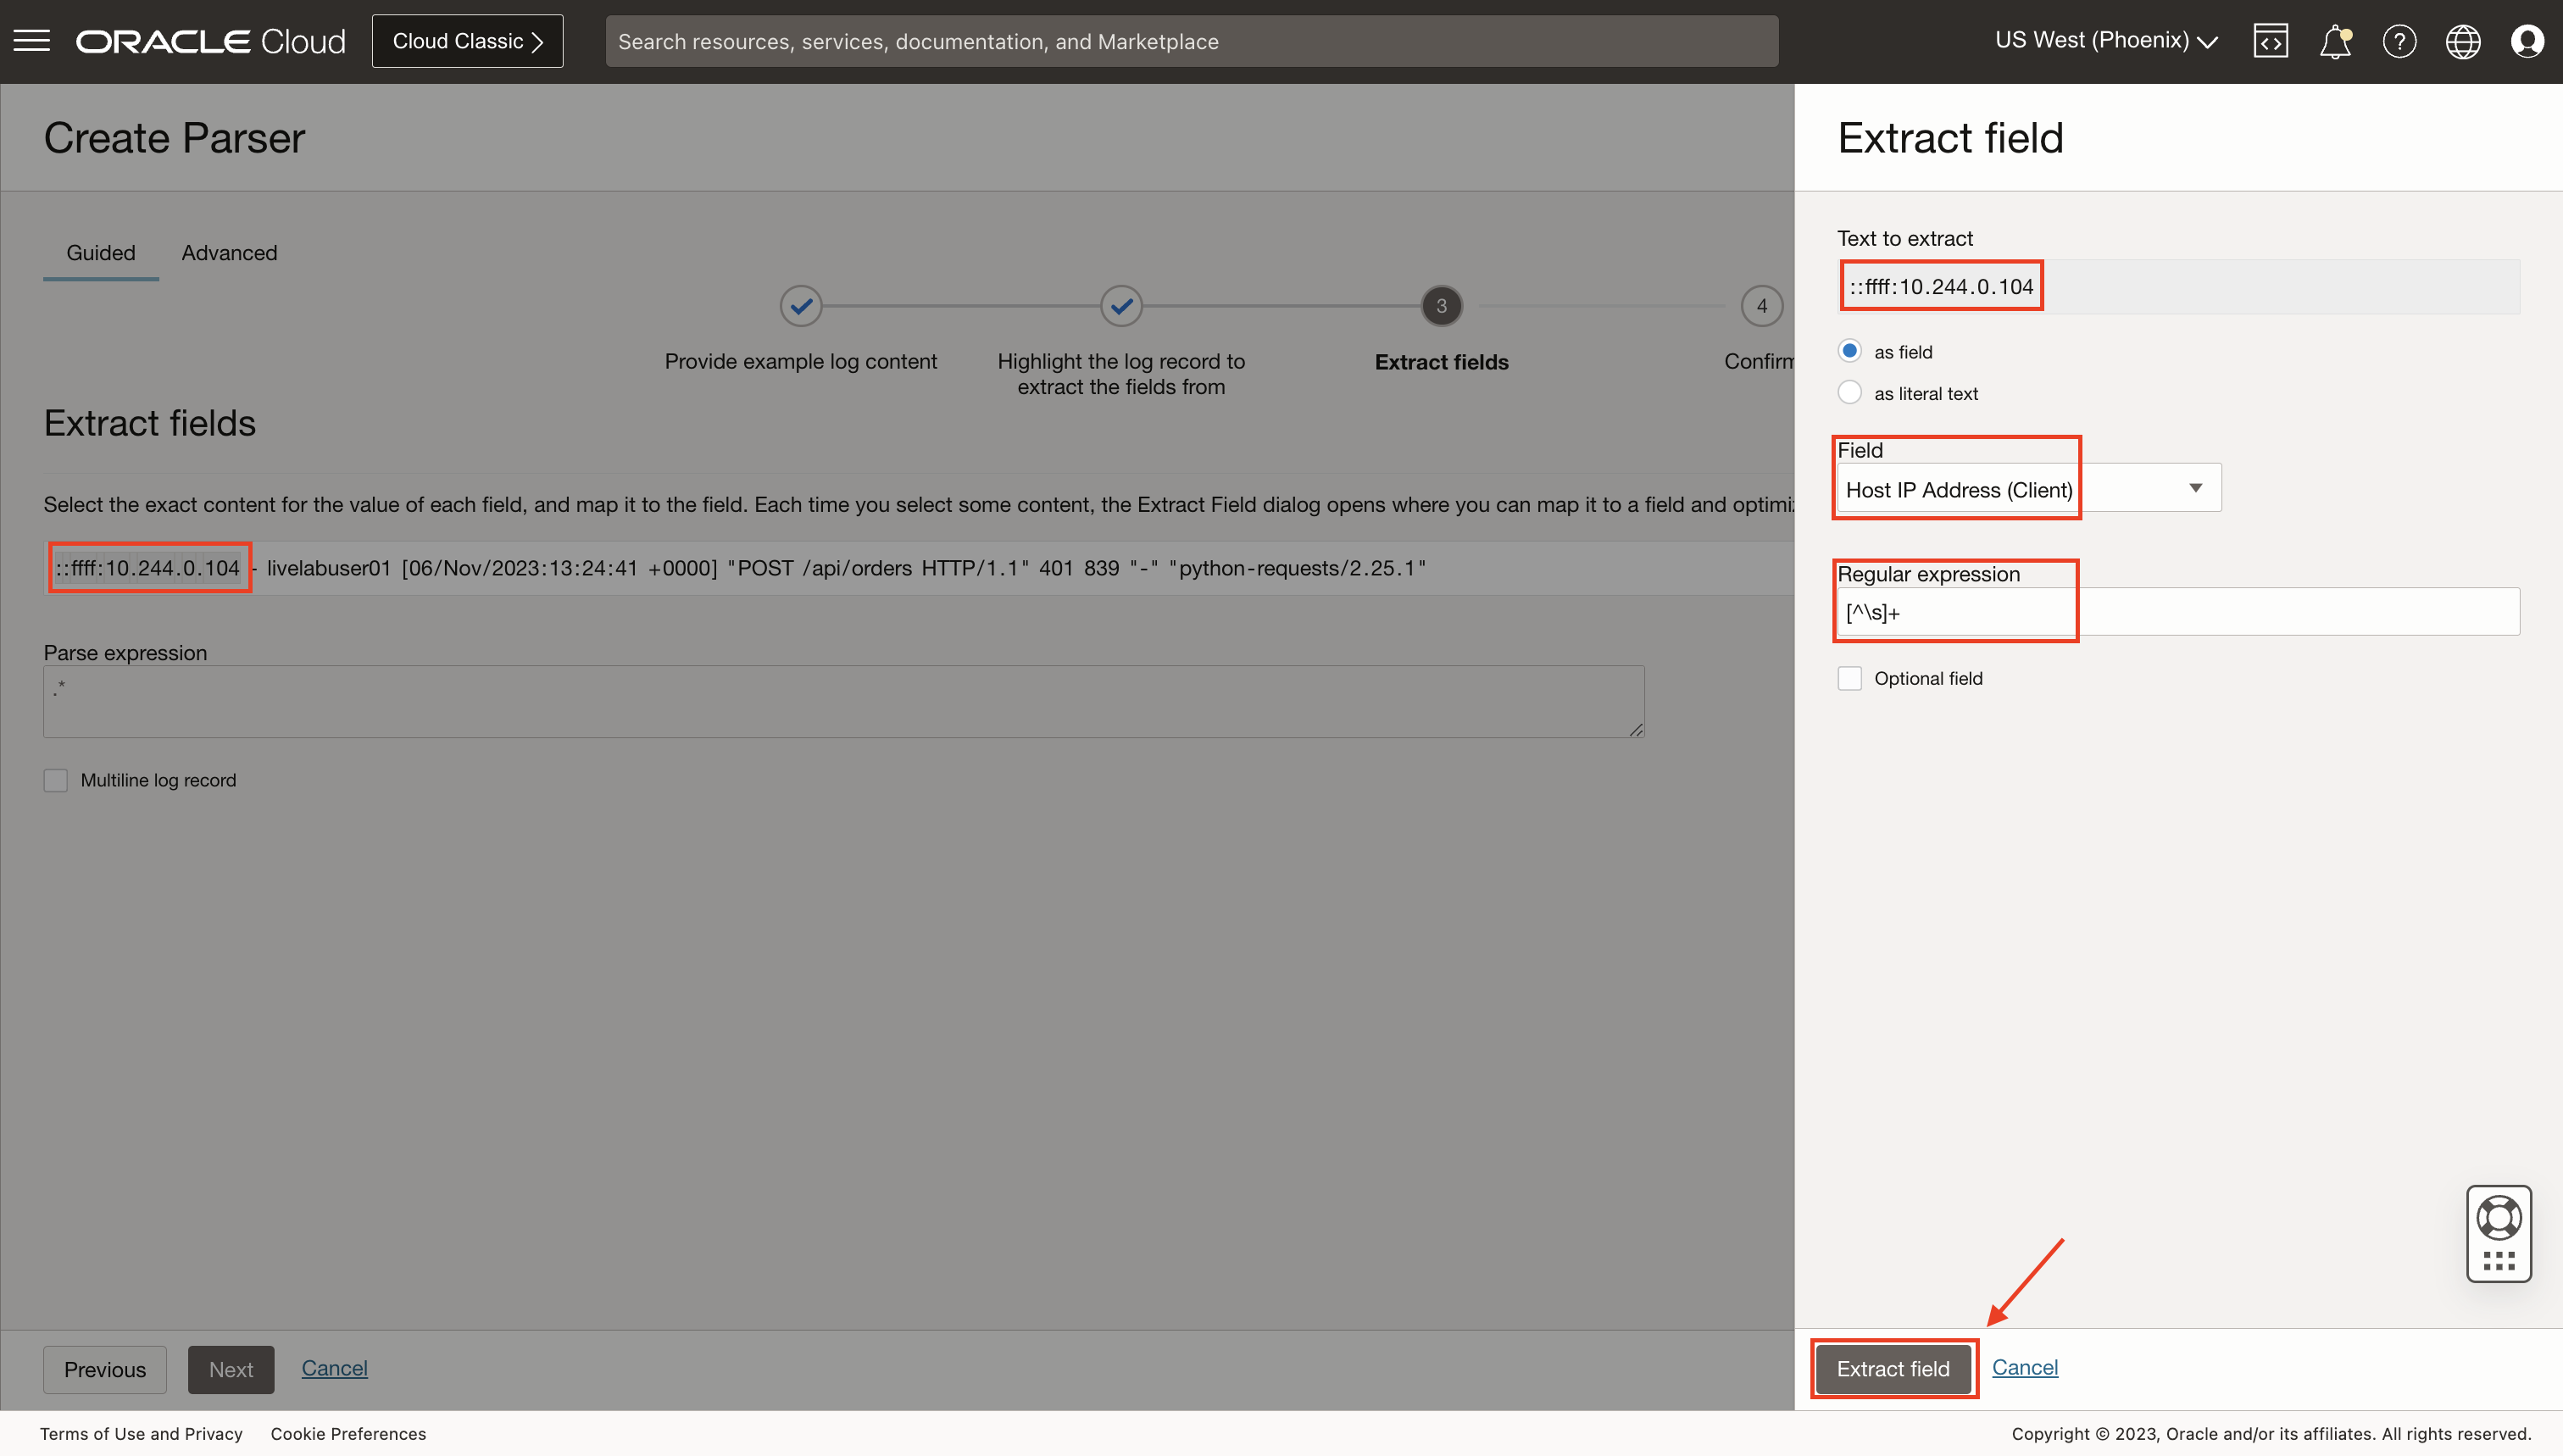 ORACLE Cloud
Cloud Classic
Search resources, services, documentation, and Marketplace
US West (Phoenix)
Create Parser
Guided
Advanced
Provide example log content
Highlight the log record to
extract the fields from
3
Extract fields
4
Confirm
Extract fields
Select the exact content for the value of each field, and map it to the field. Each time you select some content, the Extract Field dialog opens where you can map it to a field and optimi
::ffff:10.244.0.104 - livelabuser01 [06/Nov/2023:13:24:41 +0000] "POST /api/orders HTTP/1.1" 401 839 "-" "python-requests/2.25.1"
Parse expression
.*
Multiline log record
Previous
Next
Cancel
Extract field
Text to extract
::ffff:10.244.0.104
as field
as literal text
Field
Host IP Address (Client)
Regular expression
[^\s]+
Optional field
Extract field
Cancel
Terms of Use and Privacy
Cookie Preferences
Copyright © 2023, Oracle and/or its affiliates. All rights reserved.